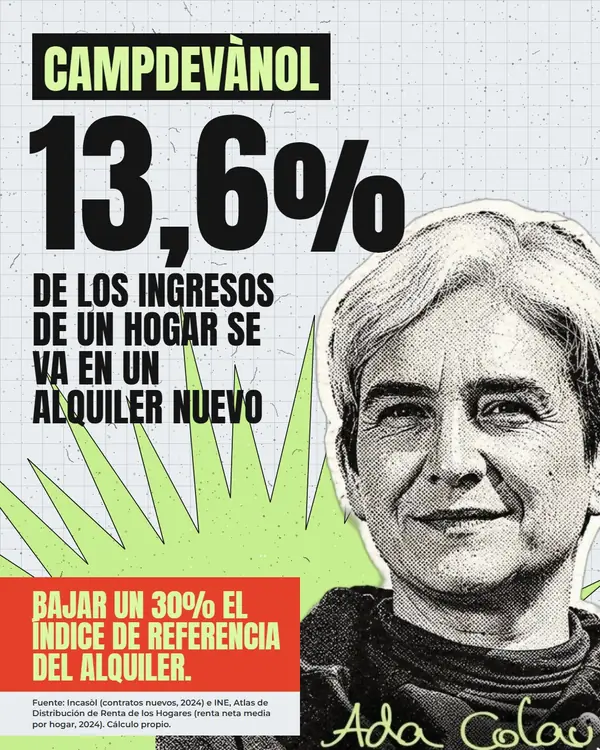 CAMPDEVÀNOL
13,6%
DE LOS INGRESOS
DE UN HOGAR SE
VA EN UN
ALQUILER NUEVO
BAJAR UN 30% EL
ÍNDICE DE REFERENCIA
DEL ALQUILER.
Fuente: Incasòl (contratos nuevos, 2024) e INE, Atlas de
Distribución de Renta de los Hogares (renta neta media
por hogar, 2024). Cálculo propio.
Ada Colau